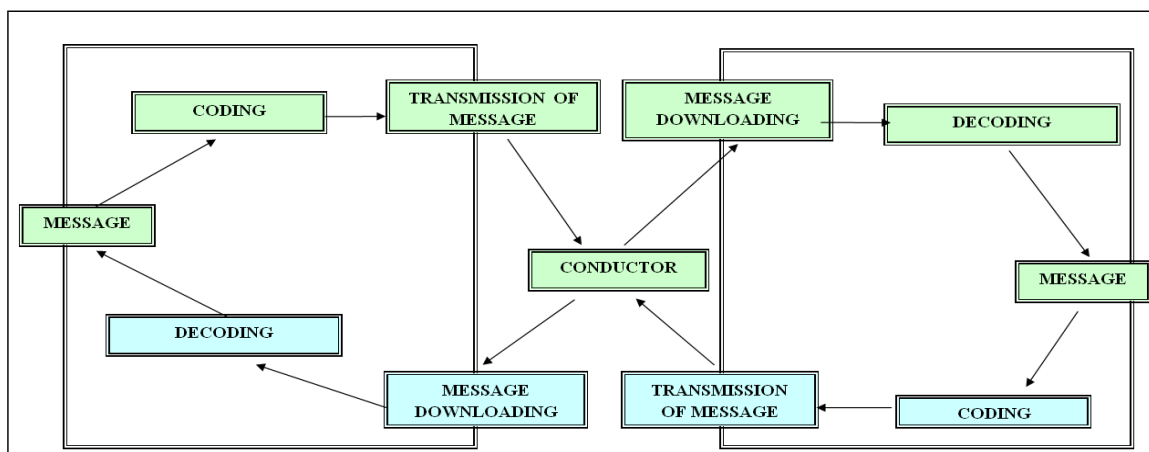 CODING
TRANSMISSION OF
MESSAGE
MESSAGE
DOWNLOADING
DECODING
MESSAGE
CONDUCTOR
MESSAGE
DECODING
MESSAGE
DOWNLOADING
TRANSMISSION
OF MESSAGE
CODING